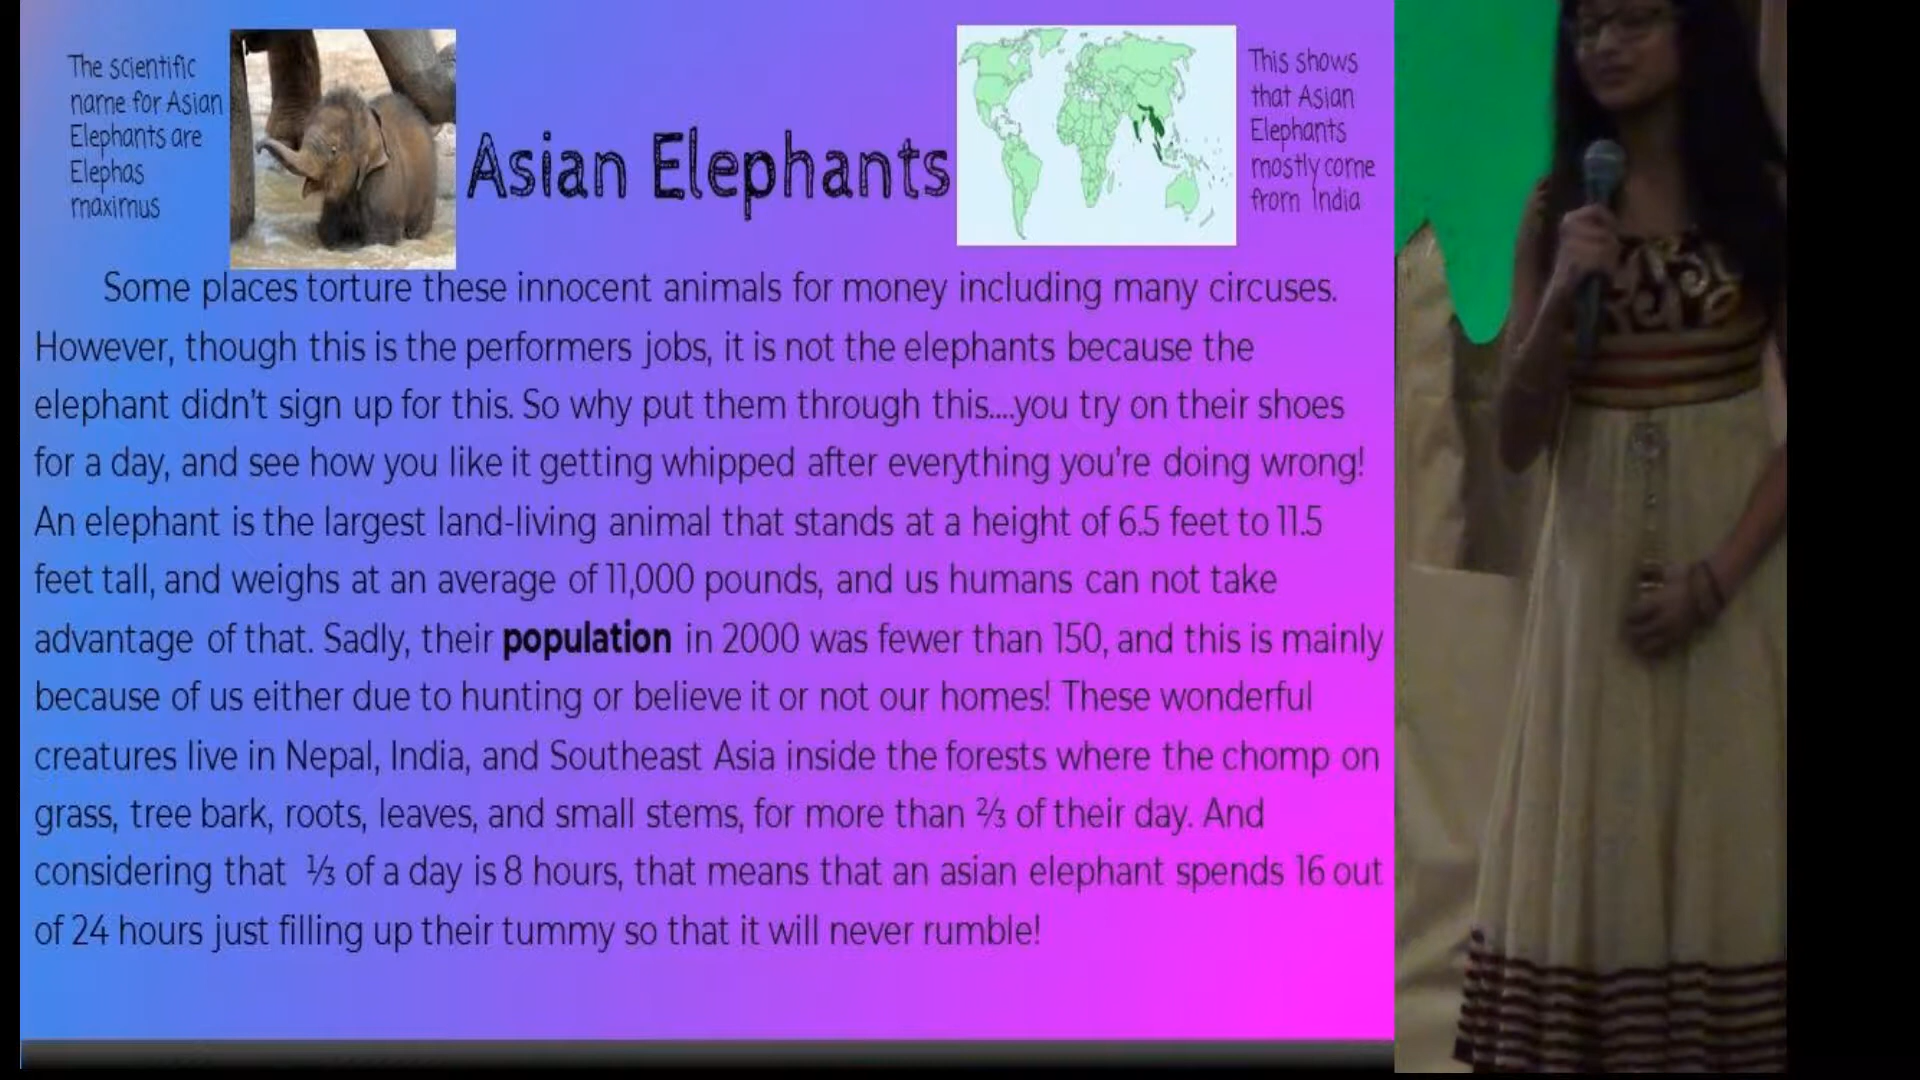 The scientific
name for Asian
Elephants are
Elephas
maximus
Asian Elephants
This shows
that Asian
Elephants
mostly come
from India
Some places torture these innocent animals for money including many circuses.
However, though this is the performers jobs, it is not the elephants because the
elephant didn't sign up for this. So why put them through this....you try on their shoes
for a day, and see how you like it getting whipped after everything you're doing wrong!
An elephant is the largest land-living animal that stands at a height of 6.5 feet to 11.5
feet tall, and weighs at an average of 11,000 pounds, and us humans can not take
advantage of that. Sadly, their population in 2000 was fewer than 150, and this is mainly
because of us either due to hunting or believe it or not our homes! These wonderful
creatures live in Nepal, India, and Southeast Asia inside the forests where the chomp on
grass, tree bark, roots, leaves, and small stems, for more than ⅔ of their day. And
considering that ⅓ of a day is 8 hours, that means that an asian elephant spends 16 out
of 24 hours just filling up their tummy so that it will never rumble!